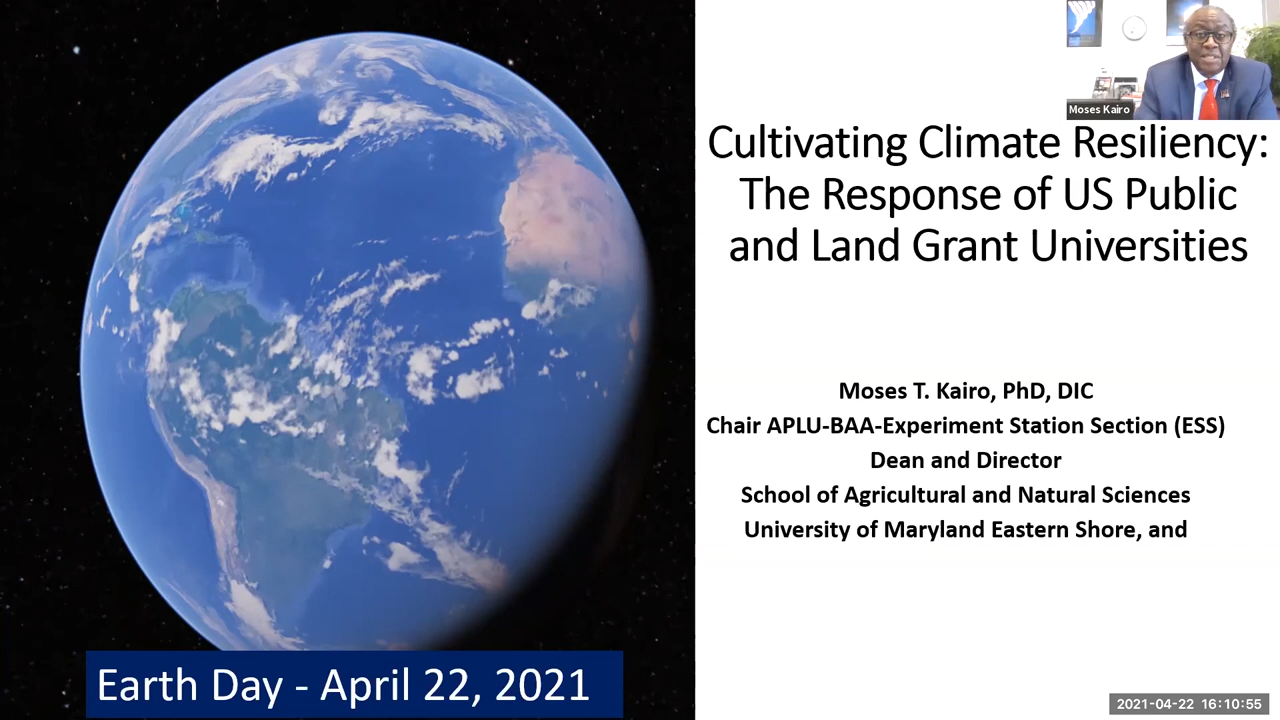 Moses Kairo
Cultivating Climate Resiliency:
The Response of US Public
and Land Grant Universities
Moses T. Kairo, PhD, DIC
Chair APLU-BAA-Experiment Station Section (ESS)
Dean and Director
School of Agricultural and Natural Sciences
University of Maryland Eastern Shore, and
Earth Day - April 22, 2021
2021-04-22 16:10:55